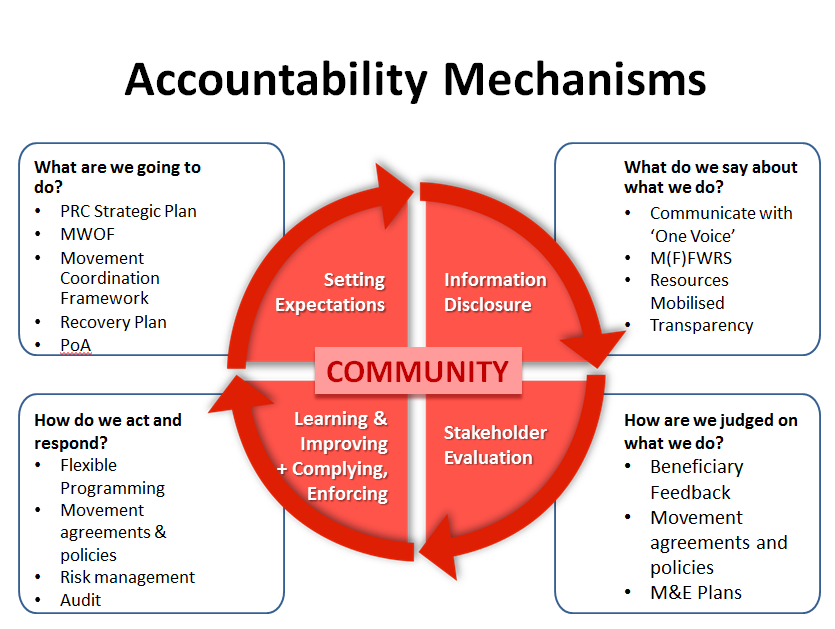 Accountability Mechanisms
What are we going to
do?
• PRC Strategic Plan
• MWOF
• Movement
Coordination
Framework
• Recovery Plan
• PoA
What do we say about
what we do?
• Communicate with
‘One Voice’
• M(F)FWRS
• Resources
Mobilised
• Transparency
Setting
Expectations
Information
Disclosure
COMMUNITY
Learning &
Improving
+ Complying,
Enforcing
Stakeholder
Evaluation
How do we act and
respond?
• Flexible
Programming
• Movement
agreements &
policies
• Risk management
• Audit
How are we judged on
what we do?
• Beneficiary
Feedback
• Movement
agreements and
policies
• M&E Plans